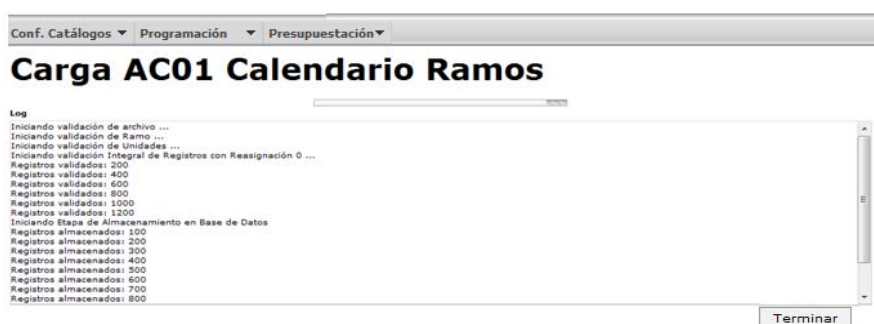 Conf. Catálogos Programación Presupuestación
Carga AC01 Calendario Ramos
Log
Iniciando validación de archivo ...
Iniciando validación de Ramo ...
Iniciando validación de Unidades ...
Iniciando validación Integral de Registros con Reasignación 0 ...
Registros validados: 200
Registros validados: 400
Registros validados: 600
Registros validados: 800
Registros validados: 1000
Registros validados: 1200
Iniciando Etapa de Almacenamiento en Base de Datos
Registros almacenados: 100
Registros almacenados: 200
Registros almacenados: 300
Registros almacenados: 400
Registros almacenados: 500
Registros almacenados: 600
Registros almacenados: 700
Registros almacenados: 800
Terminar